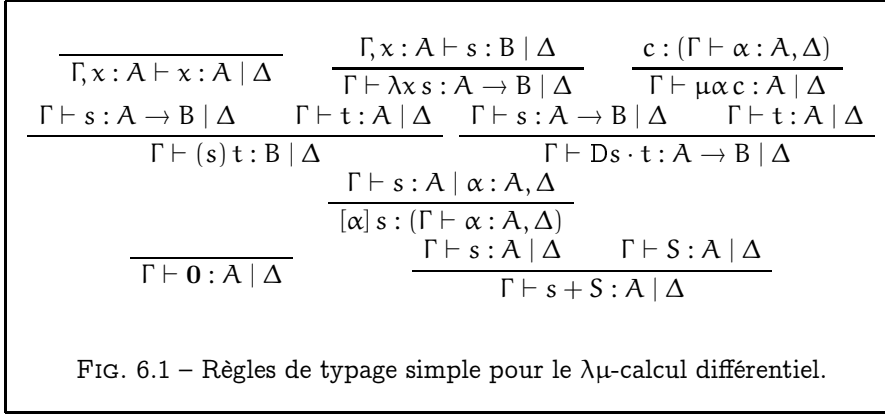 Γ, x : A ⊢ x : A | Δ
Γ, x : A ⊢ s : B | Δ
Γ ⊢ λx s : A → B | Δ
c : (Γ ⊢ α : A, Δ)
Γ ⊢ μα c : A | Δ
Γ ⊢ s : A → B | Δ Γ ⊢ t : A | Δ
Γ ⊢ (s) t : B | Δ
Γ ⊢ s : A → B | Δ Γ ⊢ t : A | Δ
Γ ⊢ Ds · t : A → B | Δ
Γ ⊢ s : A | α : A, Δ
[α] s : (Γ ⊢ α : A, Δ)
Γ ⊢ 0 : A | Δ
Γ ⊢ s : A | Δ Γ ⊢ S : A | Δ
Γ ⊢ s + S : A | Δ
FIG. 6.1 – Règles de typage simple pour le λμ-calcul différentiel.